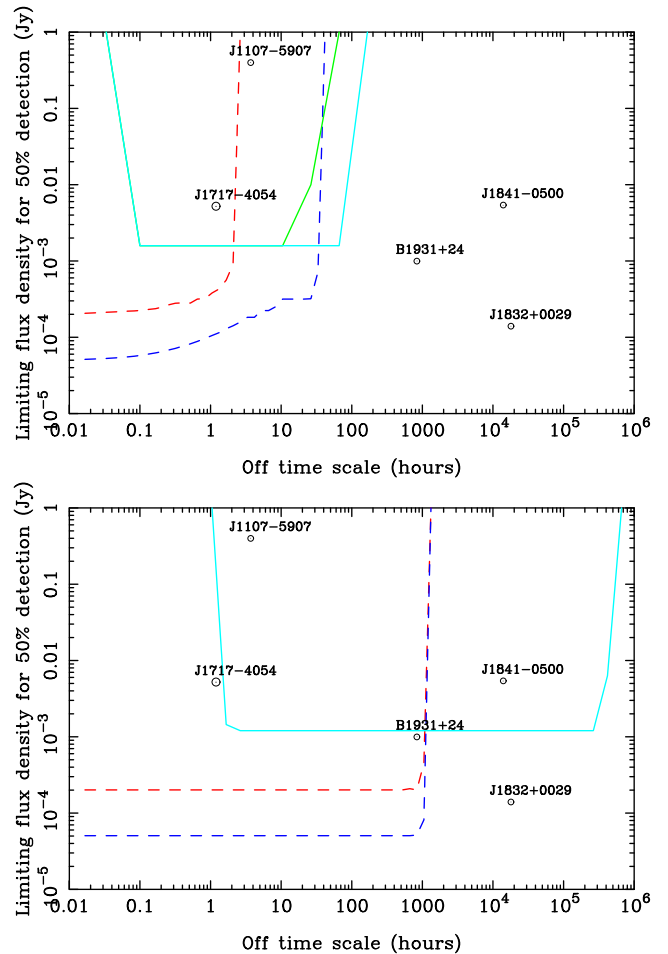 Limiting flux density for 50% detection (Jy)
1
0.1
0.01
10^-3
10^-4
10^-5
J1107-5907
J1717-4054
J1841-0500
B1931+24
J1832+0029
0.01 0.1 1 10 100 1000 10^4 10^5 10^6
Off time scale (hours)
Limiting flux density for 50% detection (Jy)
1
0.1
0.01
10^-3
10^-4
10^-5
J1107-5907
J1717-4054
J1841-0500
B1931+24
J1832+0029
0.01 0.1 1 10 100 1000 10^4 10^5 10^6
Off time scale (hours)